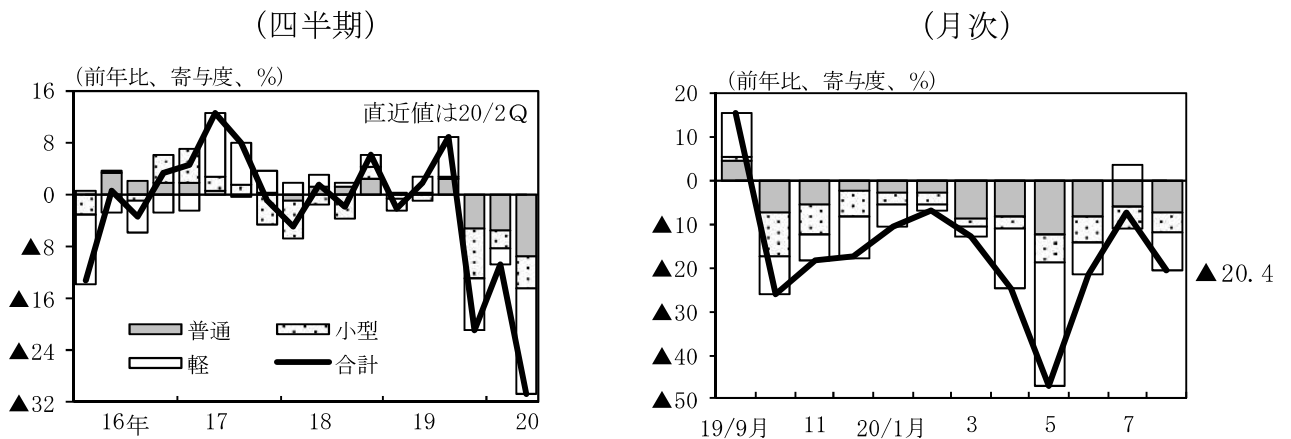 (四半期)
(前年比、寄与度、%)
直近値は20/2Q
16
8
0
▲8
▲16
▲24
▲32
普通
小型
軽
合計
16年
17
18
19
20
(月次)
(前年比、寄与度、%)
20
10
0
▲10
▲20
▲30
▲40
▲50
▲20.4
19/9月
11
20/1月
3
5
7